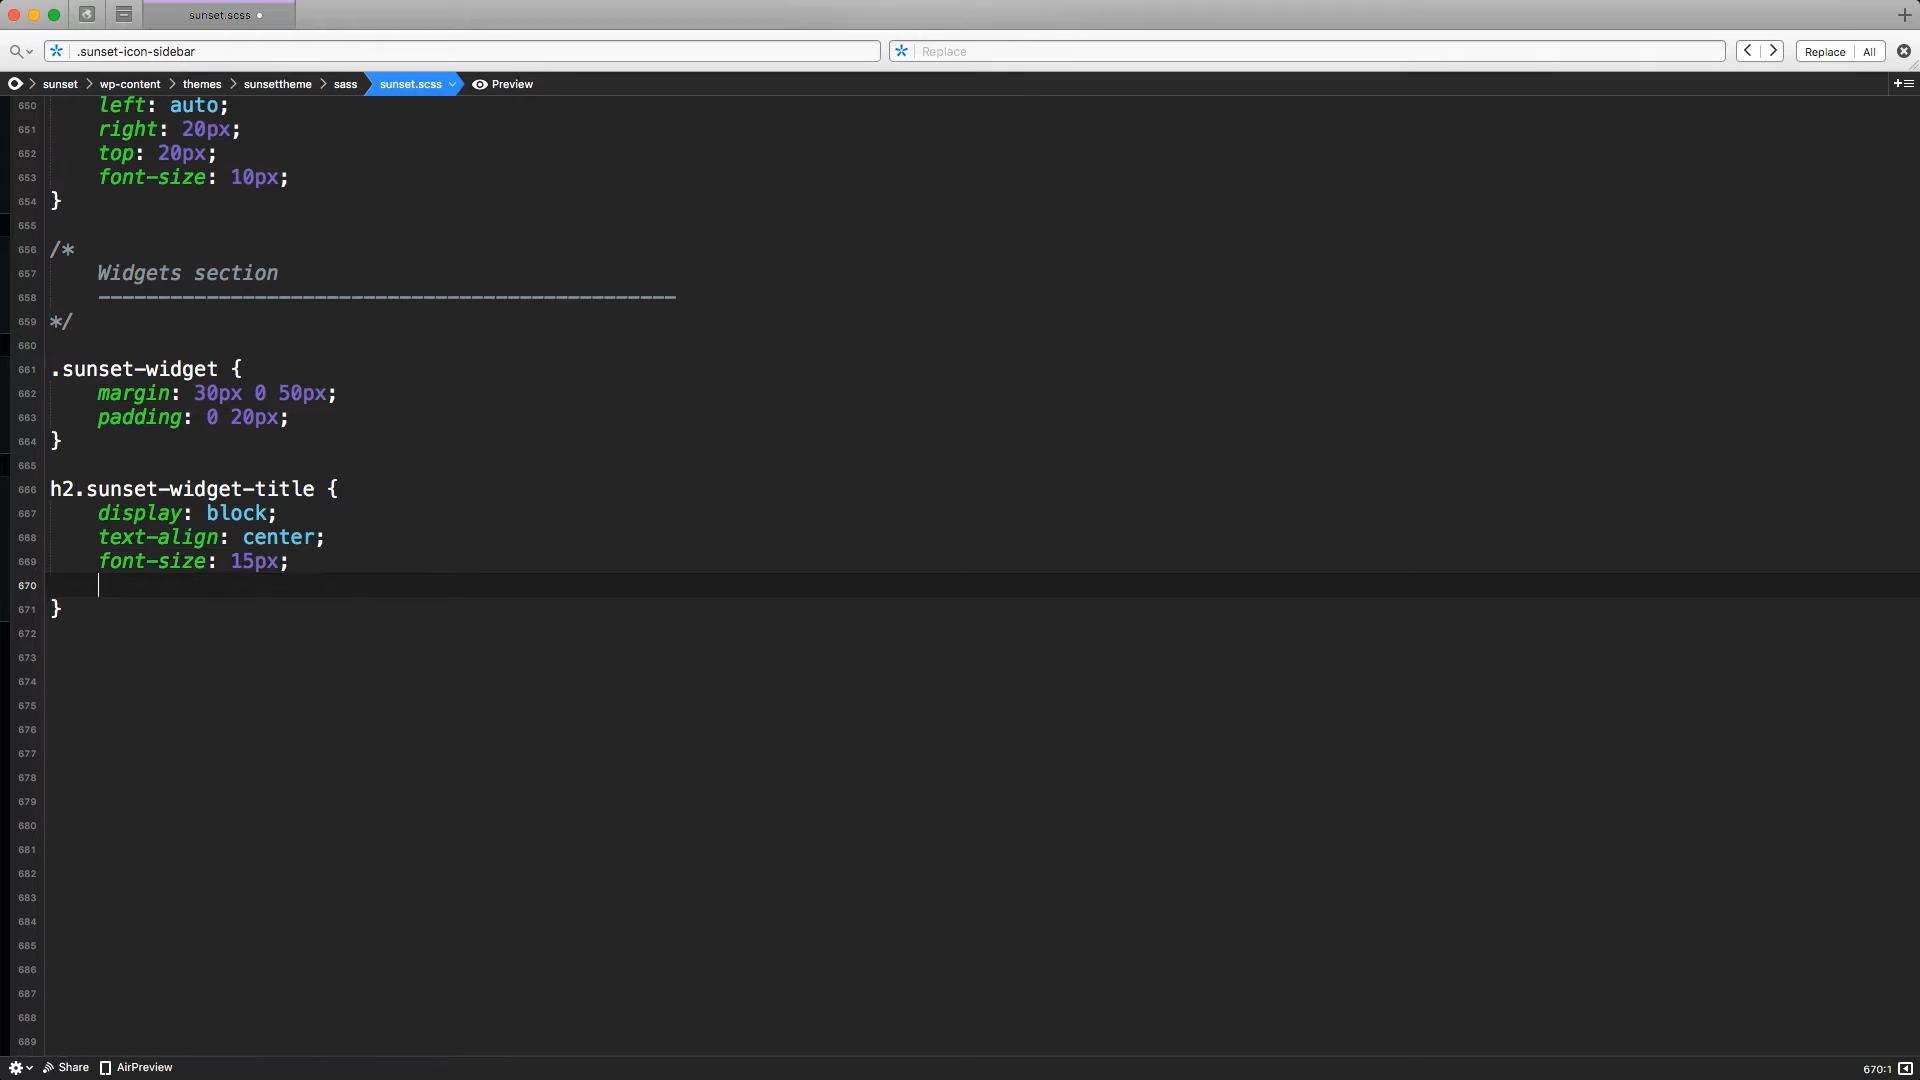 sunset.scss
.sunset-icon-sidebar
Replace
Replace
All
sunset
wp-content
themes
sunsettheme
sass
sunset.scss
Preview
650 left: auto;
651 right: 20px;
652 top: 20px;
653 font-size: 10px;
654 }
655
656 /*
657 Widgets section
658 ------------------------------------------------
659 */
660
661 .sunset-widget {
662 margin: 30px 0 50px;
663 padding: 0 20px;
664 }
665
666 h2.sunset-widget-title {
667 display: block;
668 text-align: center;
669 font-size: 15px;
670
671 }
672
673
674
675
676
677
678
679
680
681
682
683
684
685
686
687
688
689
Share
AirPreview
670:1